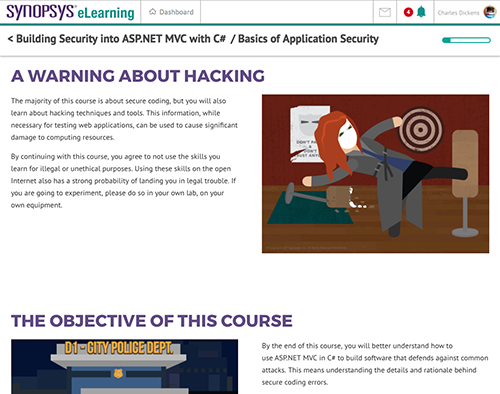 SYNOPSYS® eLearning
Dashboard
4
Charles Dickens
< Building Security into ASP.NET MVC with C# / Basics of Application Security
A WARNING ABOUT HACKING
The majority of this course is about secure coding, but you will also
learn about hacking techniques and tools. This information, while
necessary for testing web applications, can be used to cause significant
damage to computing resources.
By continuing with this course, you agree to not use the skills you
learn for illegal or unethical purposes. Using these skills on the open
Internet also has a strong probability of landing you in legal trouble. If
you are going to experiment, please do so in your own lab, on your
own equipment.
THE OBJECTIVE OF THIS COURSE
D1 - CITY POLICE DEPT.
By the end of this course, you will better understand how to
use ASP.NET MVC in C# to build software that defends against common
attacks. This means understanding the details and rationale behind
secure coding errors.